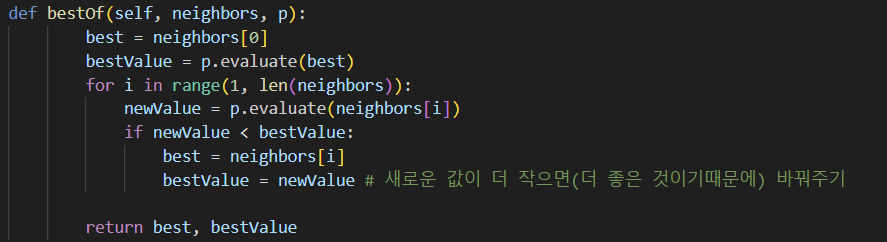 def bestOf(self, neighbors, p):
        best = neighbors[0]
        bestValue = p.evaluate(best)
        for i in range(1, len(neighbors)):
            newValue = p.evaluate(neighbors[i])
            if newValue < bestValue:
                best = neighbors[i]
                bestValue = newValue # 새로운 값이 더 작으면(더 좋은 것이기때문에) 바꿔주기
        return best, bestValue